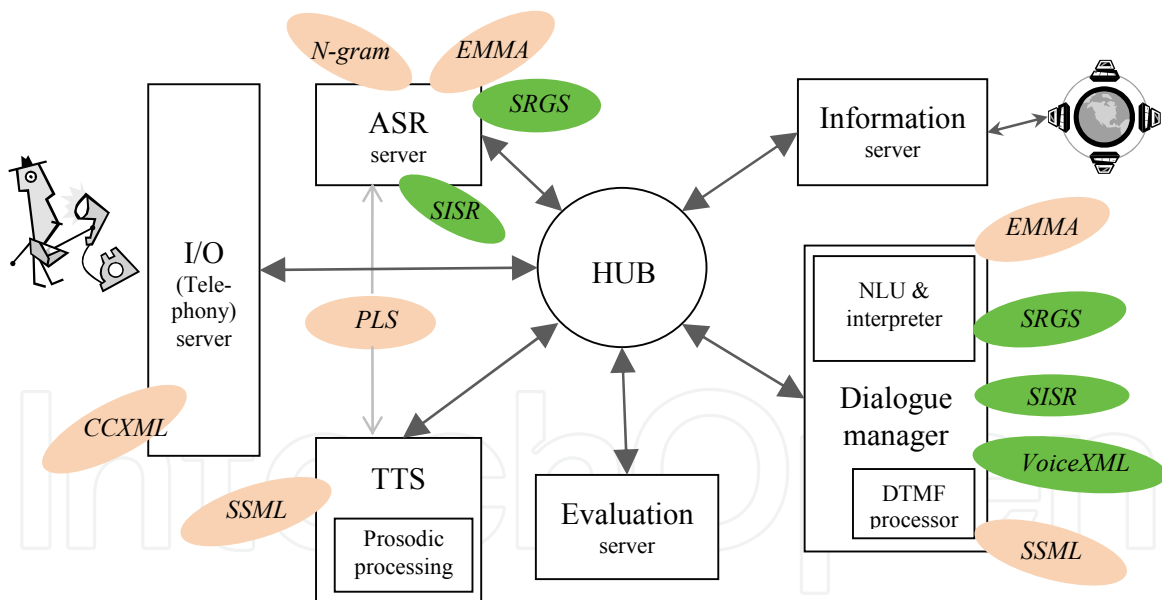 N-gram
EMMA
SRGS
ASR
server
SISR
Information
server
I/O
(Tele-
phony)
server
CCXML
PLS
HUB
EMMA
NLU &
interpreter
SRGS
Dialogue
manager
SISR
VoiceXML
DTMF
processor
SSML
TTS
SSML
Prosodic
processing
Evaluation
server
IntechOpen